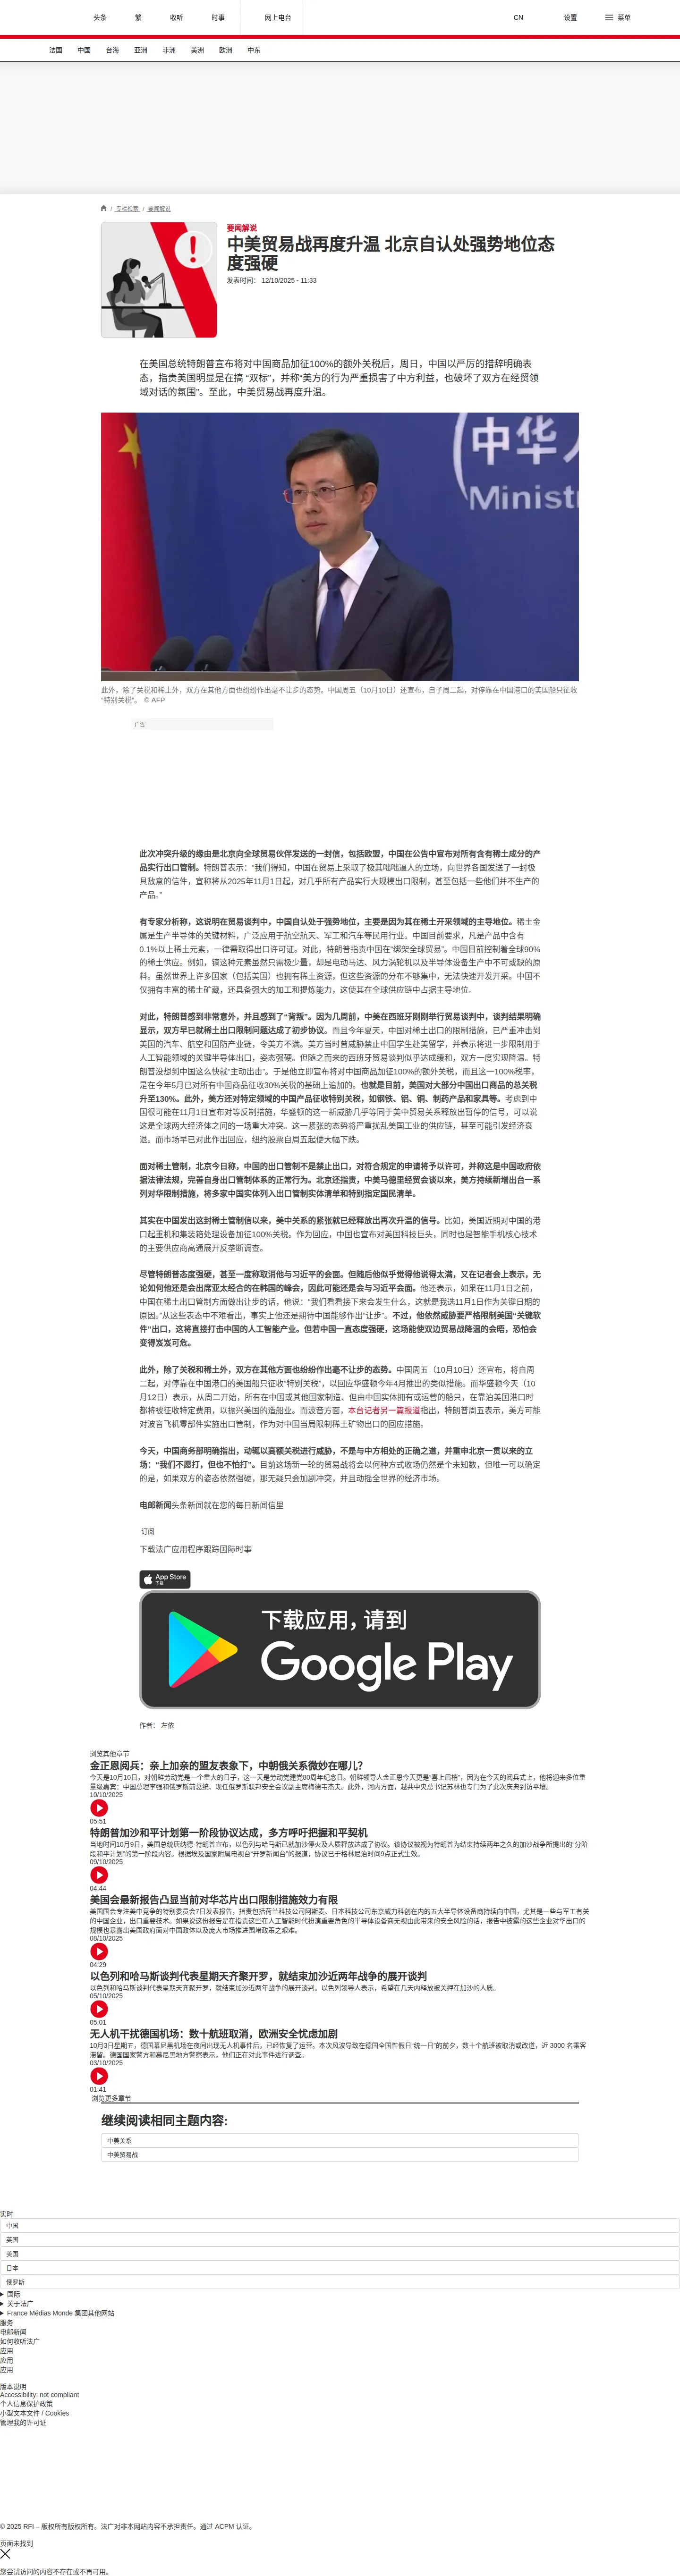 头条 繁 收听 时事 网上电台 CN 设置 菜单
法国 中国 台海 亚洲 非洲 美洲 欧洲 中东
/ 专栏检索 / 要闻解说
要闻解说
中美贸易战再度升温 北京自认处强势地位态
度强硬
发表时间： 12/10/2025 - 11:33
在美国总统特朗普宣布将对中国商品加征100%的额外关税后，周日，中国以严厉的措辞明确表
态，指责美国明显是在搞 “双标”，并称“美方的行为严重损害了中方利益，也破坏了双方在经贸领
域对话的氛围”。至此，中美贸易战再度升温。
中华人
Ministr
此外，除了关税和稀土外，双方在其他方面也纷纷作出毫不让步的态势。中国周五（10月10日）还宣布，自子周二起，对停靠在中国港口的美国船只征收
“特别关税”。 © AFP
广告
此次冲突升级的缘由是北京向全球贸易伙伴发送的一封信，包括欧盟，中国在公告中宣布对所有含有稀土成分的产
品实行出口管制。特朗普表示：“我们得知，中国在贸易上采取了极其咄咄逼人的立场，向世界各国发送了一封极
具敌意的信件，宣称将从2025年11月1日起，对几乎所有产品实行大规模出口限制，甚至包括一些他们并不生产的
产品。”
有专家分析称，这说明在贸易谈判中，中国自认处于强势地位，主要是因为其在稀土开采领域的主导地位。稀土金
属是生产半导体的关键材料，广泛应用于航空航天、军工和汽车等民用行业。中国目前要求，凡是产品中含有
0.1%以上稀土元素，一律需取得出口许可证。对此，特朗普指责中国在“绑架全球贸易”。中国目前控制着全球90%
的稀土供应。例如，镝这种元素虽然只需极少量，却是电动马达、风力涡轮机以及半导体设备生产中不可或缺的原
料。虽然世界上许多国家（包括美国）也拥有稀土资源，但这些资源的分布不够集中，无法快速开发开采。中国不
仅拥有丰富的稀土矿藏，还具备强大的加工和提炼能力，这使其在全球供应链中占据主导地位。
对此，特朗普感到非常意外，并且感到了“背叛”。因为几周前，中美在西班牙刚刚举行贸易谈判中，谈判结果明确
显示，双方早已就稀土出口限制问题达成了初步协议。而且今年夏天，中国对稀土出口的限制措施，已严重冲击到
美国的汽车、航空和国防产业链，令美方不满。美方当时曾威胁禁止中国学生赴美留学，并表示将进一步限制用于
人工智能领域的关键半导体出口，姿态强硬。但随之而来的西班牙贸易谈判似乎达成缓和，双方一度实现降温。特
朗普没想到中国这么快就“主动出击”。于是他立即宣布将对中国商品加征100%的额外关税，而且这一100%税率，
是在今年5月已对所有中国商品征收30%关税的基础上追加的。也就是目前，美国对大部分中国出口商品的总关税
升至130%。此外，美方还对特定领域的中国产品征收特别关税，如钢铁、铝、铜、制药产品和家具等。考虑到中
国很可能在11月1日宣布对等反制措施，华盛顿的这一新威胁几乎等同于美中贸易关系释放出暂停的信号，可以说
这是全球两大经济体之间的一场重大冲突。这一紧张的态势将严重扰乱美国工业的供应链，甚至可能引发经济衰
退。而市场早已对此作出回应，纽约股票自周五起便大幅下跌。
面对稀土管制，北京今日称，中国的出口管制不是禁止出口，对符合规定的申请将予以许可，并称这是中国政府依
据法律法规，完善自身出口管制体系的正常行为。北京还指责，中美马德里经贸会谈以来，美方持续新增出台一系
列对华限制措施，将多家中国实体列入出口管制实体清单和特别指定国民清单。
其实在中国发出这封稀土管制信以来，美中关系的紧张就已经释放出再次升温的信号。比如，美国近期对中国的港
口起重机和集装箱处理设备加征100%关税。作为回应，中国也宣布对美国科技巨头，同时也是智能手机核心技术
的主要供应商高通展开反垄断调查。
尽管特朗普态度强硬，甚至一度称取消他与习近平的会面。但随后他似乎觉得他说得太满，又在记者会上表示，无
论如何他还是会出席亚太经合的在韩国的峰会，因此可能还是会与习近平会面。他还表示，如果在11月1日之前，
中国在稀土出口管制方面做出让步的话，他说：“我们看看接下来会发生什么，这就是我选11月1日作为关键日期的
原因。”从这些表态中不难看出，事实上他还是期待中国能够作出“让步”。不过，他依然威胁要严格限制美国“关键软
件”出口，这将直接打击中国的人工智能产业。但若中国一直态度强硬，这场能使双边贸易战降温的会晤，恐怕会
变得岌岌可危。
此外，除了关税和稀土外，双方在其他方面也纷纷作出毫不让步的态势。中国周五（10月10日）还宣布，将自周
二起，对停靠在中国港口的美国船只征收“特别关税”，以回应华盛顿今年4月推出的类似措施。而华盛顿今天（10
月12日）表示，从周二开始，所有在中国或其他国家制造、但由中国实体拥有或运营的船只，在靠泊美国港口时
都将被征收特定费用，以振兴美国的造船业。而波音方面，本台记者另一篇报道指出，特朗普周五表示，美方可能
对波音飞机零部件实施出口管制，作为对中国当局限制稀土矿物出口的回应措施。
今天，中国商务部明确指出，动辄以高额关税进行威胁，不是与中方相处的正确之道，并重申北京一贯以来的立
场：“我们不愿打，但也不怕打”。目前这场新一轮的贸易战将会以何种方式收场仍然是个未知数，但唯一可以确定
的是，如果双方的姿态依然强硬，那无疑只会加剧冲突，并且动摇全世界的经济市场。
电邮新闻头条新闻就在您的每日新闻信里
订阅
下载法广应用程序跟踪国际时事
App Store
下载
下载应用，请到
Google Play
作者： 左依
浏览其他章节
金正恩阅兵：亲上加亲的盟友表象下，中朝俄关系微妙在哪儿？
今天是10月10日，对朝鲜劳动党是一个重大的日子，这一天是劳动党建党80周年纪念日。朝鲜领导人金正恩今天更是“喜上眉梢”，因为在今天的阅兵式上，他将迎来多位重
量级嘉宾：中国总理李强和俄罗斯前总统、现任俄罗斯联邦安全会议副主席梅德韦杰夫。此外，河内方面，越共中央总书记苏林也专门为了此次庆典到访平壤。
10/10/2025
05:51
特朗普加沙和平计划第一阶段协议达成，多方呼吁把握和平契机
当地时间10月9日，美国总统唐纳德·特朗普宣布，以色列与哈马斯已就加沙停火及人质释放达成了协议。该协议被视为特朗普为结束持续两年之久的加沙战争所提出的“分阶
段和平计划”的第一阶段内容。根据埃及国家附属电视台“开罗新闻台”的报道，协议已于格林尼治时间9点正式生效。
09/10/2025
04:44
美国会最新报告凸显当前对华芯片出口限制措施效力有限
美国国会专注美中竞争的特别委员会7日发表报告，指责包括荷兰科技公司阿斯麦、日本科技公司东京威力科创在内的五大半导体设备商持续向中国，尤其是一些与军工有关
的中国企业，出口重要技术。如果说这份报告是在指责这些在人工智能时代扮演重要角色的半导体设备商无视由此带来的安全风险的话，报告中披露的这些企业对华出口的
规模也暴露出美国政府面对中国政体以及庞大市场推进围堵政策之艰难。
08/10/2025
04:29
以色列和哈马斯谈判代表星期天齐聚开罗，就结束加沙近两年战争的展开谈判
以色列和哈马斯谈判代表星期天齐聚开罗，就结束加沙近两年战争的展开谈判。以色列领导人表示，希望在几天内释放被关押在加沙的人质。
05/10/2025
05:01
无人机干扰德国机场：数十航班取消，欧洲安全忧虑加剧
10月3日星期五，德国慕尼黑机场在夜间出现无人机事件后，已经恢复了运营。本次风波导致在德国全国性假日“统一日”的前夕，数十个航班被取消或改道，近 3000 名乘客
滞留。德国国家警方和慕尼黑地方警察表示，他们正在对此事件进行调查。
03/10/2025
01:41
浏览更多章节
继续阅读相同主题内容:
中美关系
中美贸易战
实时
中国
英国
美国
日本
俄罗斯
国际
关于法广
France Médias Monde 集团其他网站
服务
电邮新闻
如何收听法广
应用
应用
应用
版本说明
Accessibility: not compliant
个人信息保护政策
小型文本文件 / Cookies
管理我的许可证
© 2025 RFI – 版权所有版权所有。法广对非本网站内容不承担责任。通过 ACPM 认证。
页面未找到
您尝试访问的内容不存在或不再可用。